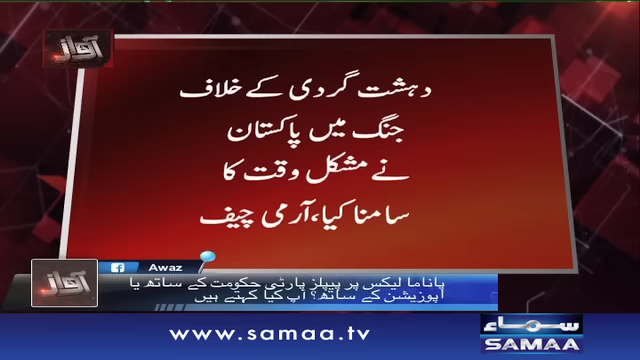 آواز
دہشت گردی کے خلاف
جنگ میں پاکستان
نے مشکل وقت کا
سامنا کیا، آرمی چیف
Awaz
آواز
پاناما لیکس پر پیپلز پارٹی حکومت کے ساتھ یا
اپوزیشن کے ساتھ؟ آپ کیا کہتے ہیں
www.samaa.tv
سماء
SAMAA